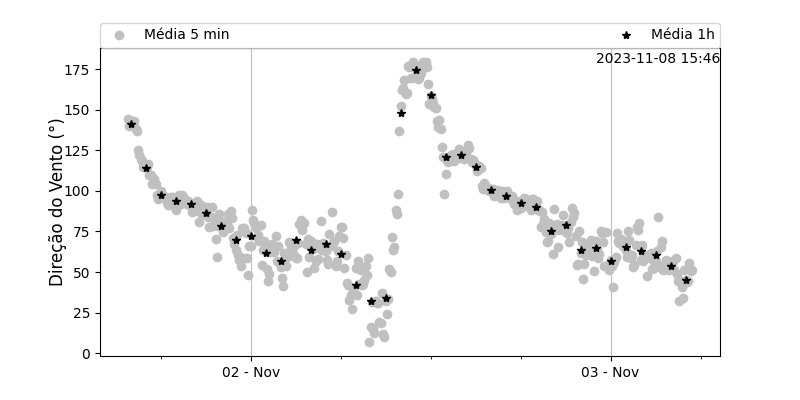 Média 5 min
Média 1h
2023-11-08 15:46
Direção do Vento (°)
175
150
125
100
75
50
25
0
02 - Nov
03 - Nov